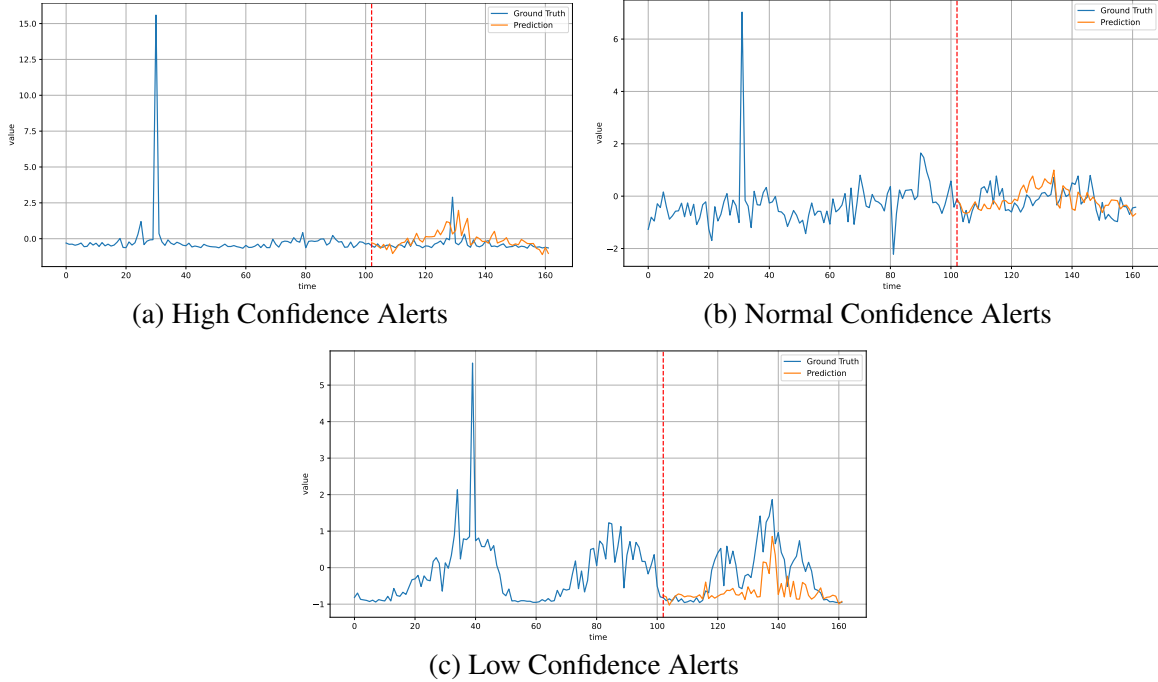 Ground Truth
Prediction
15.0
12.5
10.0
7.5
5.0
2.5
0.0
value
0 20 40 60 80 100 120 140 160
time
(a) High Confidence Alerts
Ground Truth
Prediction
6
4
2
0
−2
value
0 20 40 60 80 100 120 140 160
time
(b) Normal Confidence Alerts
Ground Truth
Prediction
5
4
3
2
1
0
−1
value
0 20 40 60 80 100 120 140 160
time
(c) Low Confidence Alerts